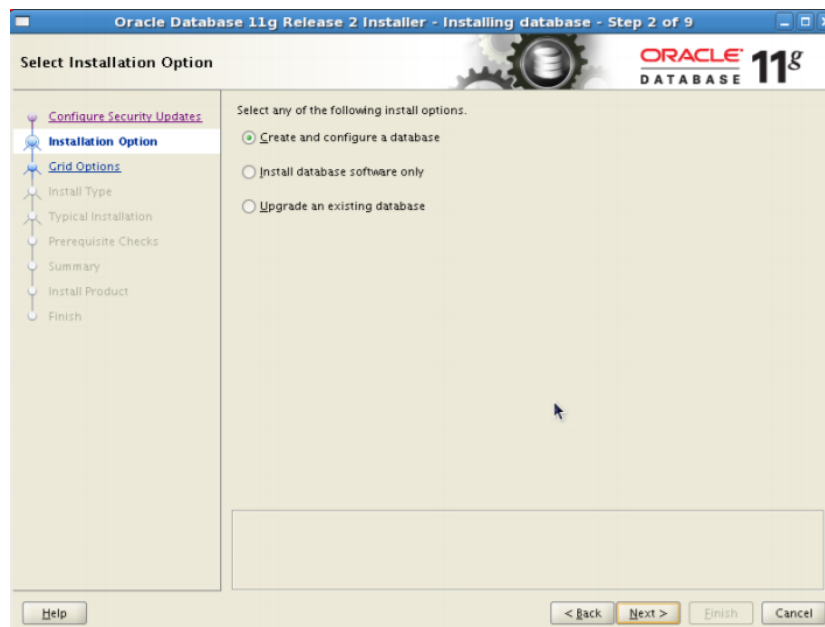 Oracle Database 11g Release 2 Installer - Installing database - Step 2 of 9
Select Installation Option
ORACLE
DATABASE
11g
Configure Security Updates
Installation Option
Grid Options
Install Type
Typical Installation
Prerequisite Checks
Summary
Install Product
Finish
Select any of the following install options.
Create and configure a database
Install database software only
Upgrade an existing database
Help
< Back
Next >
Finish
Cancel